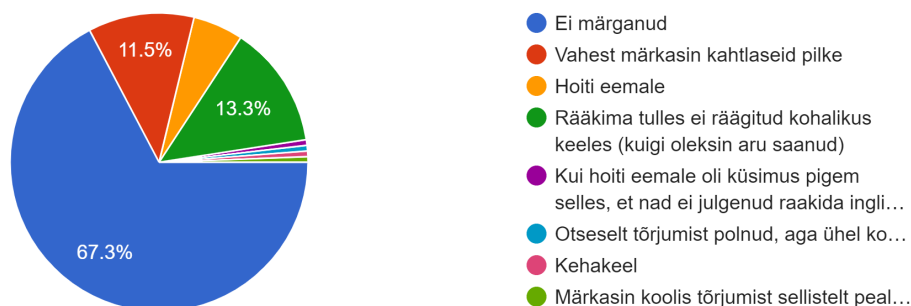 11.5%
13.3%
67.3%
Ei märganud
Vahest märkasin kahtlaseid pilke
Hoiti eemale
Rääkima tulles ei räägitud kohalikus
keeles (kuigi oleksin aru saanud)
Kui hoiti eemale oli küsimus pigem
selles, et nad ei julgenud raakida ingli…
Otseselt tõrjumist polnud, aga ühel ko…
Kehakeel
Märkasin koolis tõrjumist sellistelt peal…